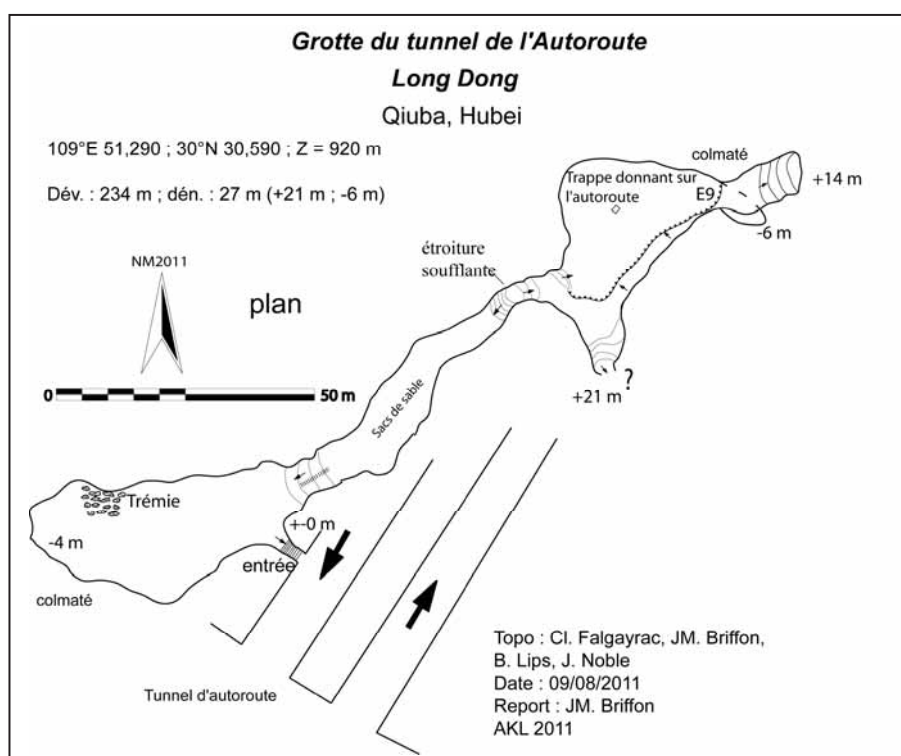 Grotte du tunnel de l'Autoroute
Long Dong
Qiuba, Hubei
109°E 51,290 ; 30°N 30,590 ; Z = 920 m
Dév. : 234 m ; dén. : 27 m (+21 m ; -6 m)
colmaté
Trappe donnant sur
l'autoroute
E9
+14 m
-6 m
étroiture
soufflante
NM2011
plan
0
50 m
?
+21 m
Sacs de sable
Trémie
-4 m
+-0 m
entrée
colmaté
Tunnel d'autoroute
Topo : Cl. Falgayrac, JM. Briffon,
B. Lips, J. Noble
Date : 09/08/2011
Report : JM. Briffon
AKL 2011